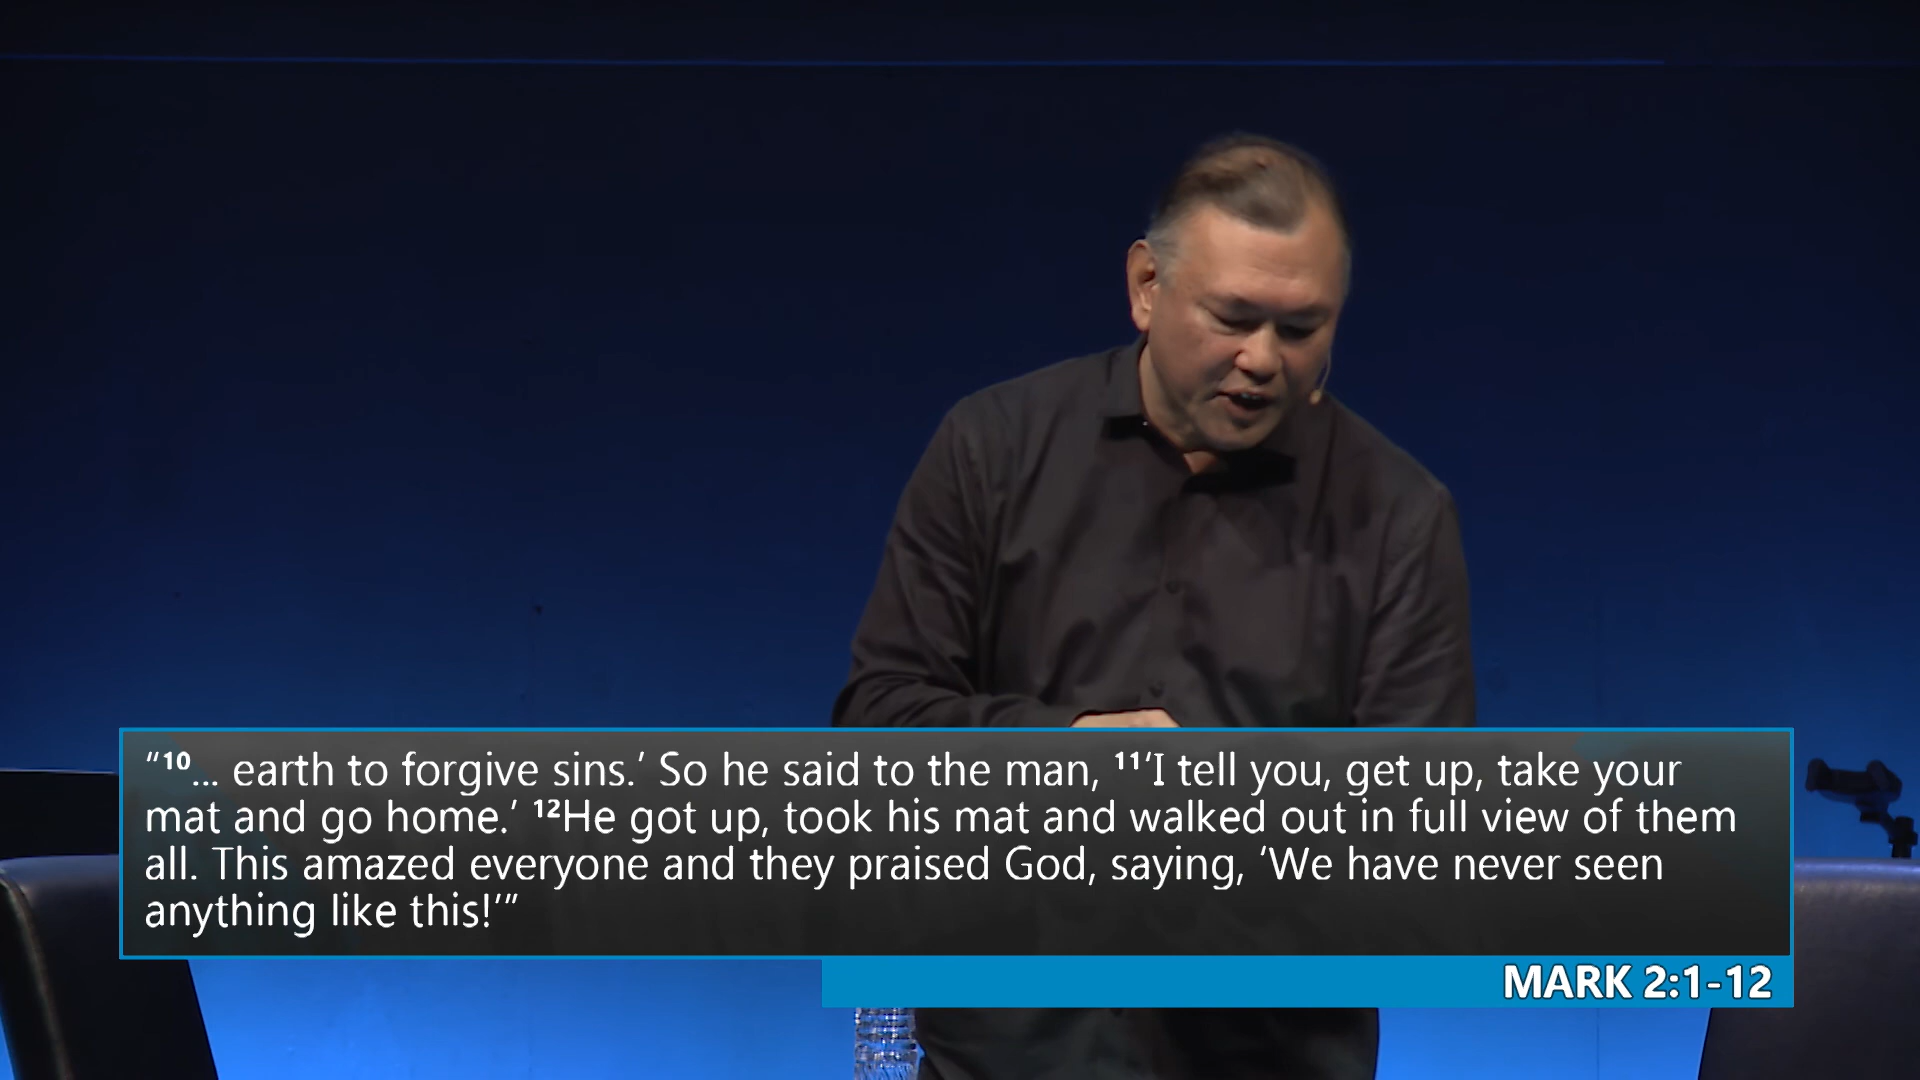 “¹⁰... earth to forgive sins.’ So he said to the man, ¹¹‘I tell you, get up, take your
mat and go home.’ ¹²He got up, took his mat and walked out in full view of them
all. This amazed everyone and they praised God, saying, ‘We have never seen
anything like this!’”
MARK 2:1-12